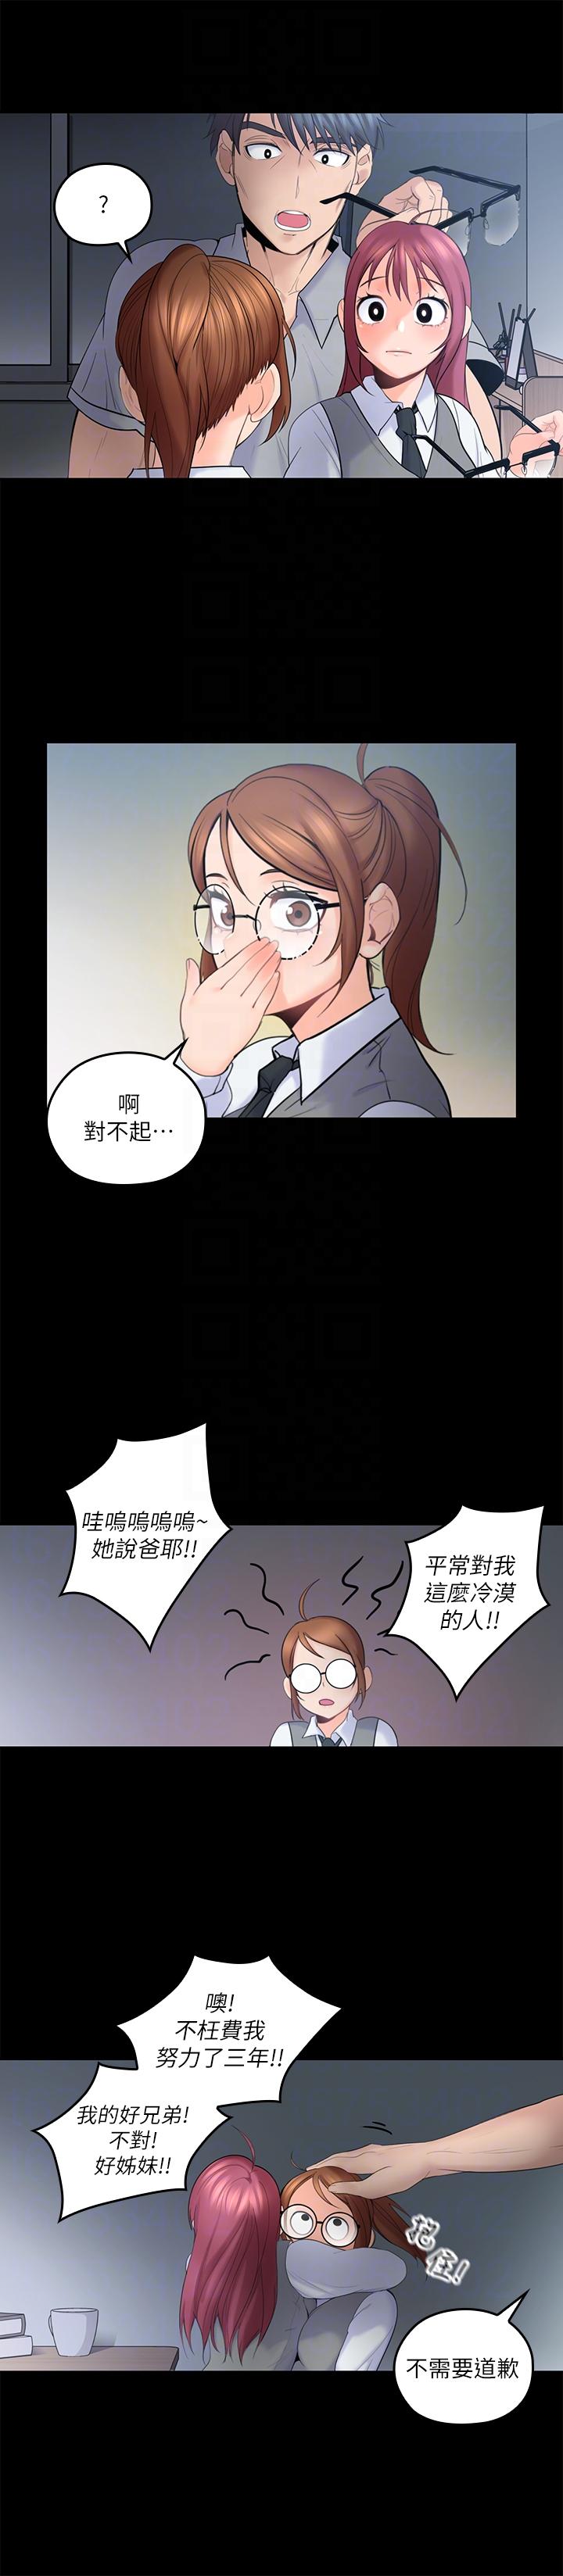 ?
啊
對不起…
哇嗚嗚嗚嗚~
她說爸耶!!
平常對我
這麼冷漠
的人!!
噢!
不枉費我
努力了三年!!
我的好兄弟!
不對!
好姊妹!!
抱
住!
不需要道歉